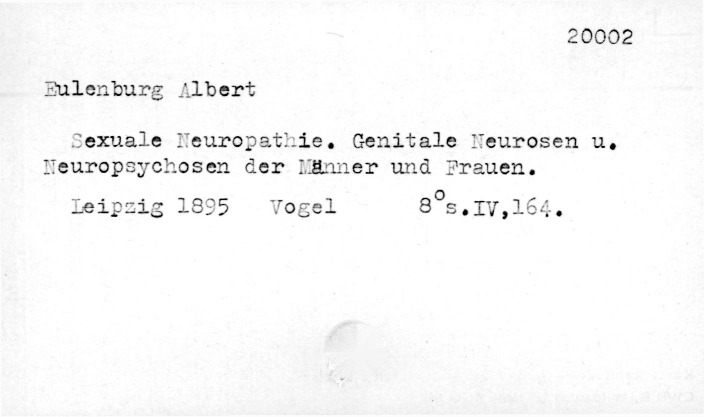 20002
Eulenburg Albert
Sexuale Neuropathie. Genitale Neurosen u.
Neuropsychosen der Männer und Frauen.
Leipzig 1895 Vogel 8°s.IV,164.